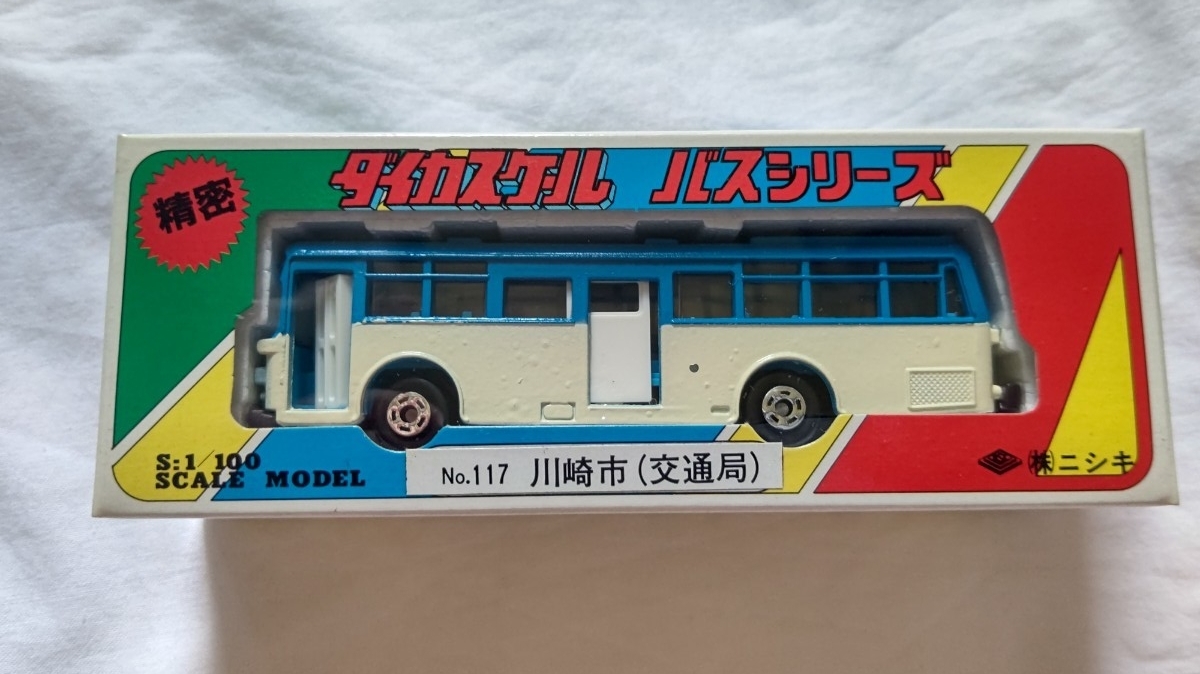 精密
ダイカスケール バスシリーズ
S:1/100
SCALE MODEL
No.117 川崎市(交通局)
㈱ニシキ